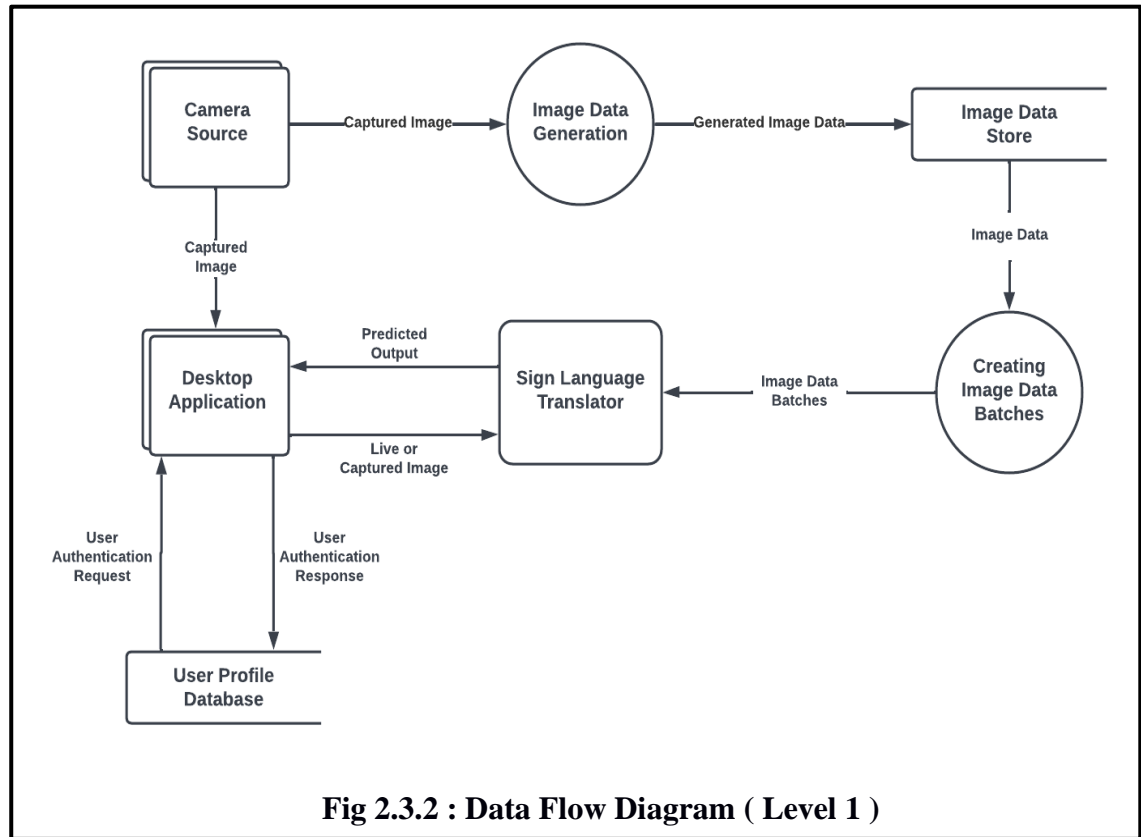 Camera
Source
Captured Image
Image Data
Generation
Generated Image Data
Image Data
Store
Captured
Image
Image Data
Desktop
Application
Predicted
Output
Live or
Captured Image
Sign Language
Translator
Image Data
Batches
Creating
Image Data
Batches
User
Authentication
Request
User
Authentication
Response
User Profile
Database
Fig 2.3.2 : Data Flow Diagram ( Level 1 )